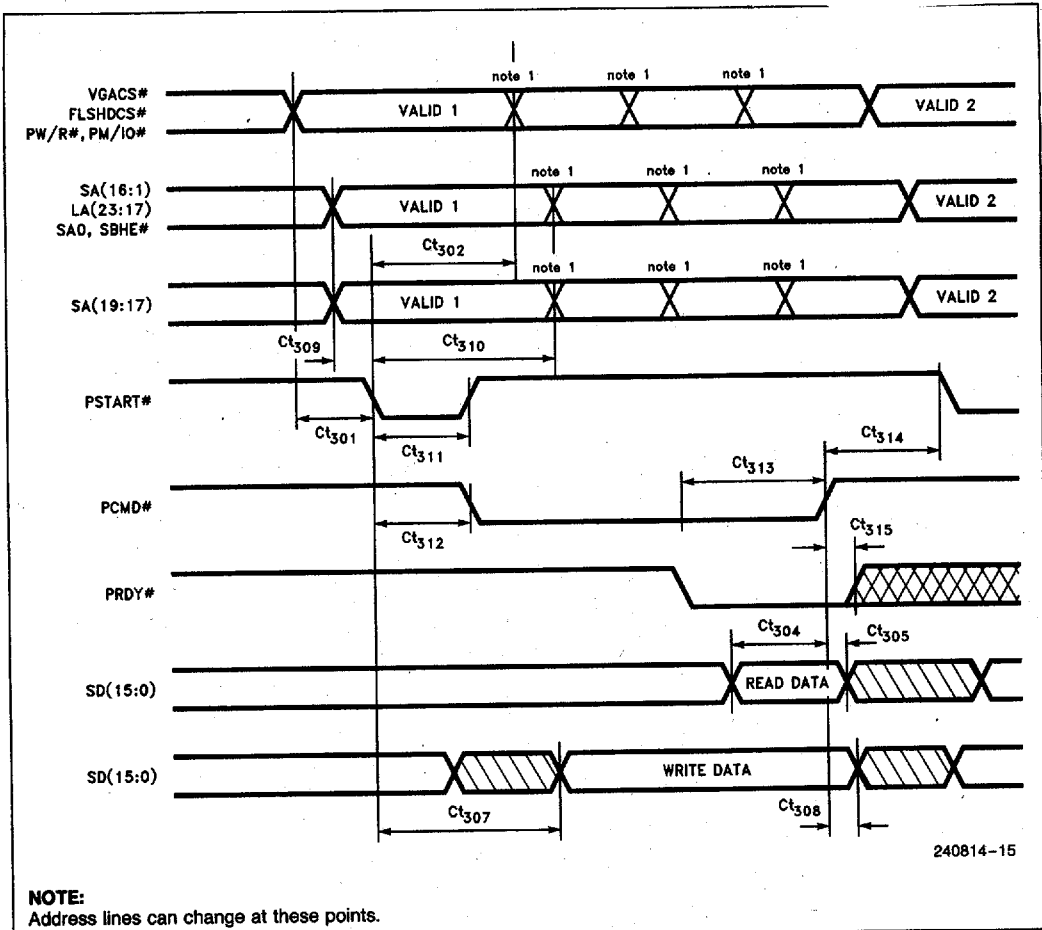 note 1 note 1 note 1
VGACS#
FLSHDCS#
PW/R#, PM/IO#
VALID 1 VALID 2
note 1 note 1 note 1
SA(16:1)
LA(23:17)
SA0, SBHE#
VALID 1 VALID 2
Ct302
note 1 note 1 note 1
SA(19:17)
VALID 1 VALID 2
Ct309 Ct310
PSTART#
Ct301 Ct311 Ct314
Ct313
PCMD#
Ct312 Ct315
PRDY#
Ct304 Ct305
SD(15:0) READ DATA
SD(15:0) WRITE DATA
Ct307 Ct308
240814-15
NOTE:
Address lines can change at these points.